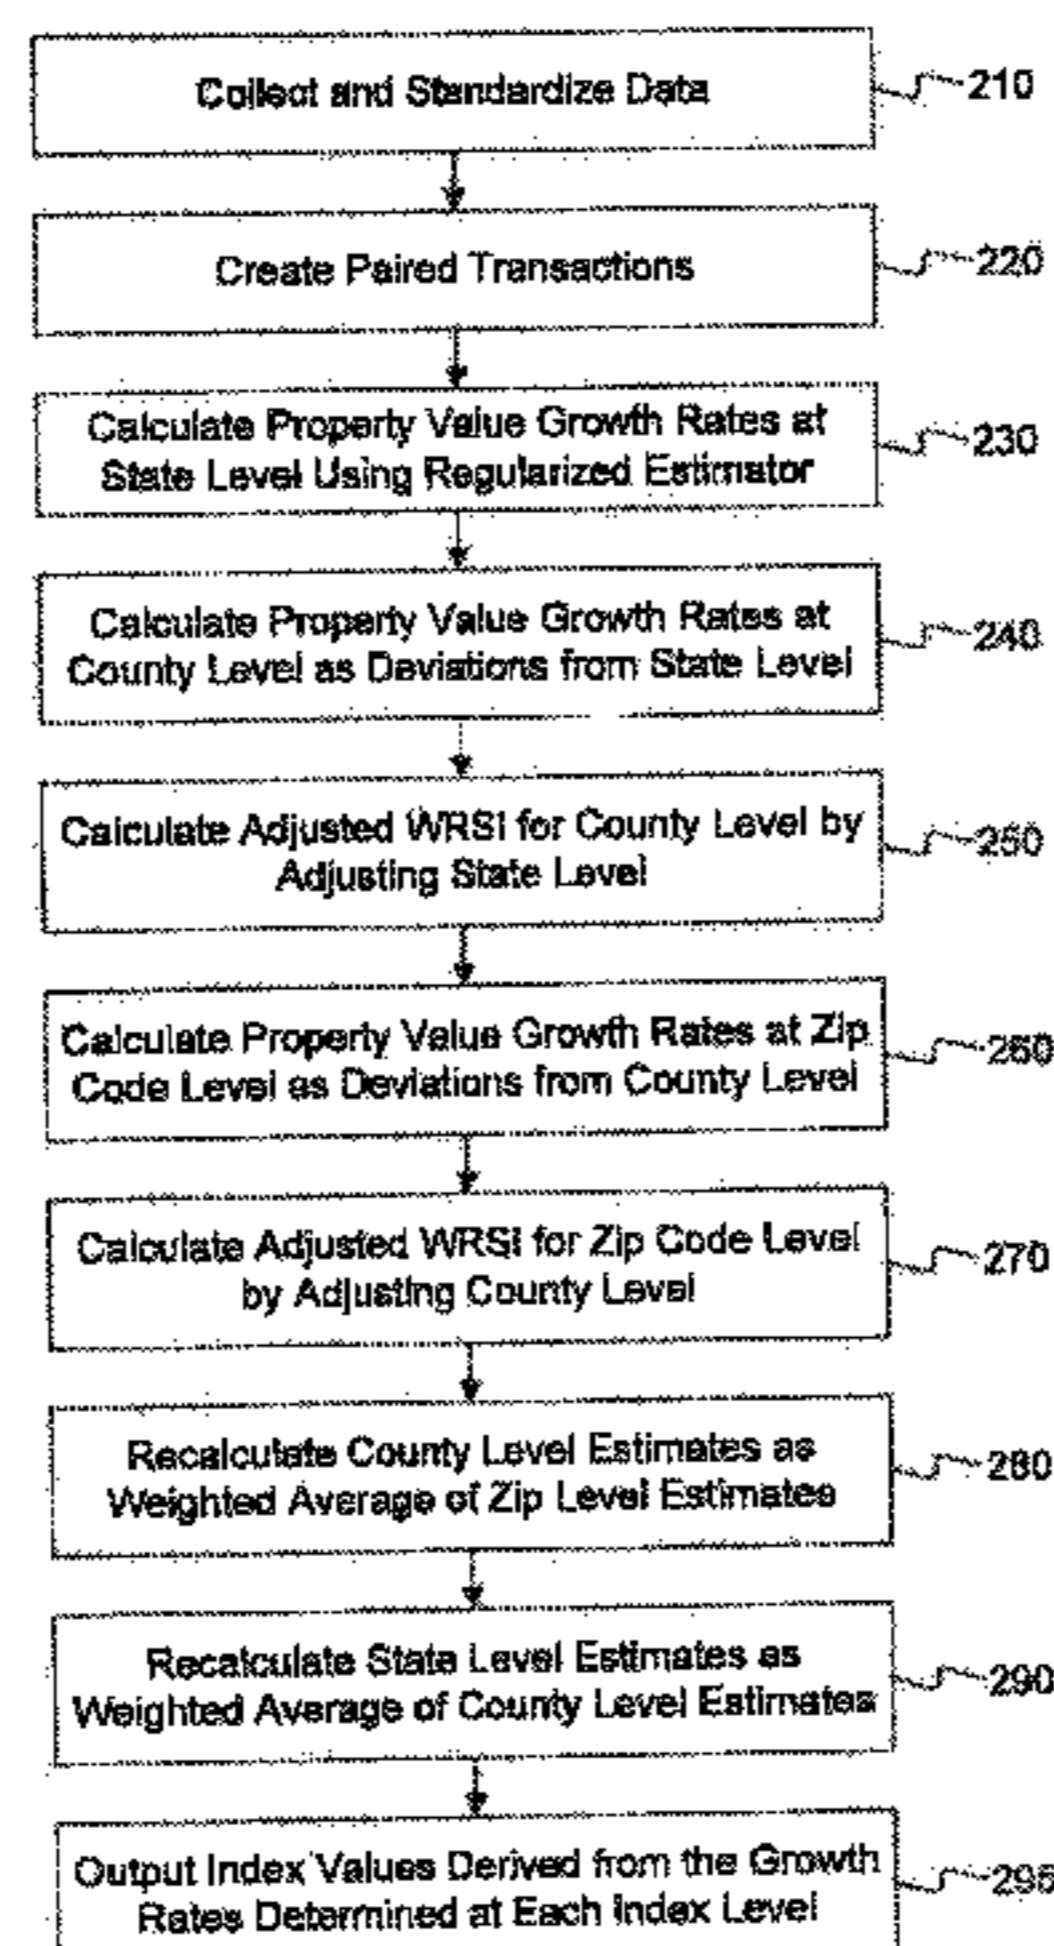 Collect and Standardize Data
210
Create Paired Transactions
220
Calculate Property Value Growth Rates at
State Level Using Regularized Estimator
230
Calculate Property Value Growth Rates at
County Level as Deviations from State Level
240
Calculate Adjusted WRSI for County Level by
Adjusting State Level
250
Calculate Property Value Growth Rates at Zip
Code Level as Deviations from County Level
260
Calculate Adjusted WRSI for Zip Code Level
by Adjusting County Level
270
Recalculate County Level Estimates as
Weighted Average of Zip Level Estimates
280
Recalculate State Level Estimates as
Weighted Average of County Level Estimates
290
Output Index Values Derived from the Growth
Rates Determined at Each Index Level
295